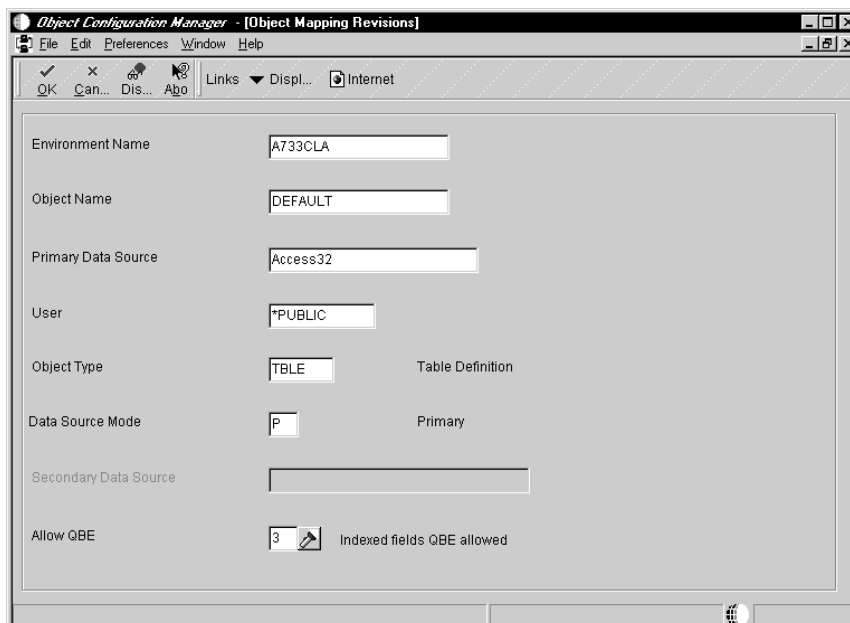 Object Configuration Manager - [Object Mapping Revisions]
File Edit Preferences Window Help
OK Can... Dis... Abo Links Displ... Internet
Environment Name A733CLA
Object Name DEFAULT
Primary Data Source Access32
User *PUBLIC
Object Type TBLE Table Definition
Data Source Mode P Primary
Secondary Data Source
Allow QBE 3 Indexed fields QBE allowed